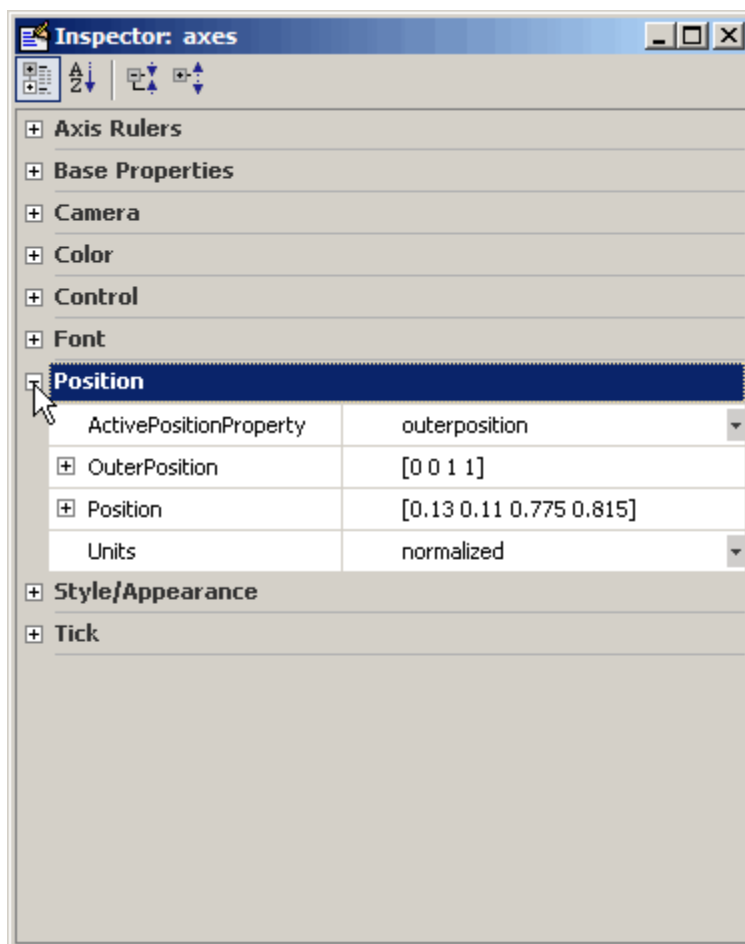 Inspector: axes
A
Z
Axis Rulers
Base Properties
Camera
Color
Control
Font
Position
ActivePositionProperty outerposition
OuterPosition [0 0 1 1]
Position [0.13 0.11 0.775 0.815]
Units normalized
Style/Appearance
Tick